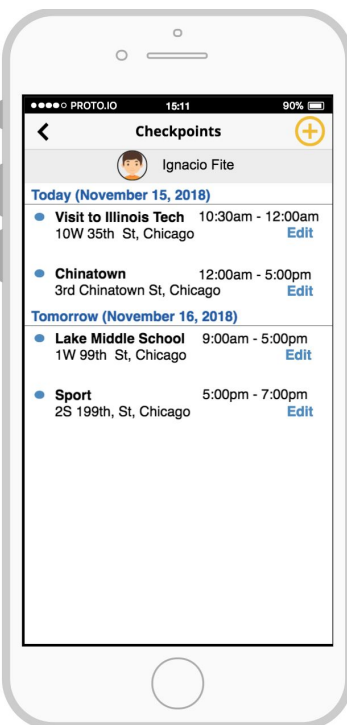 PROTO.IO 15:11 90%
Checkpoints
Ignacio Fite
Today (November 15, 2018)
Visit to Illinois Tech 10:30am - 12:00am
10W 35th St, Chicago Edit
Chinatown 12:00am - 5:00pm
3rd Chinatown St, Chicago Edit
Tomorrow (November 16, 2018)
Lake Middle School 9:00am - 5:00pm
1W 99th St, Chicago Edit
Sport 5:00pm - 7:00pm
2S 199th, St, Chicago Edit